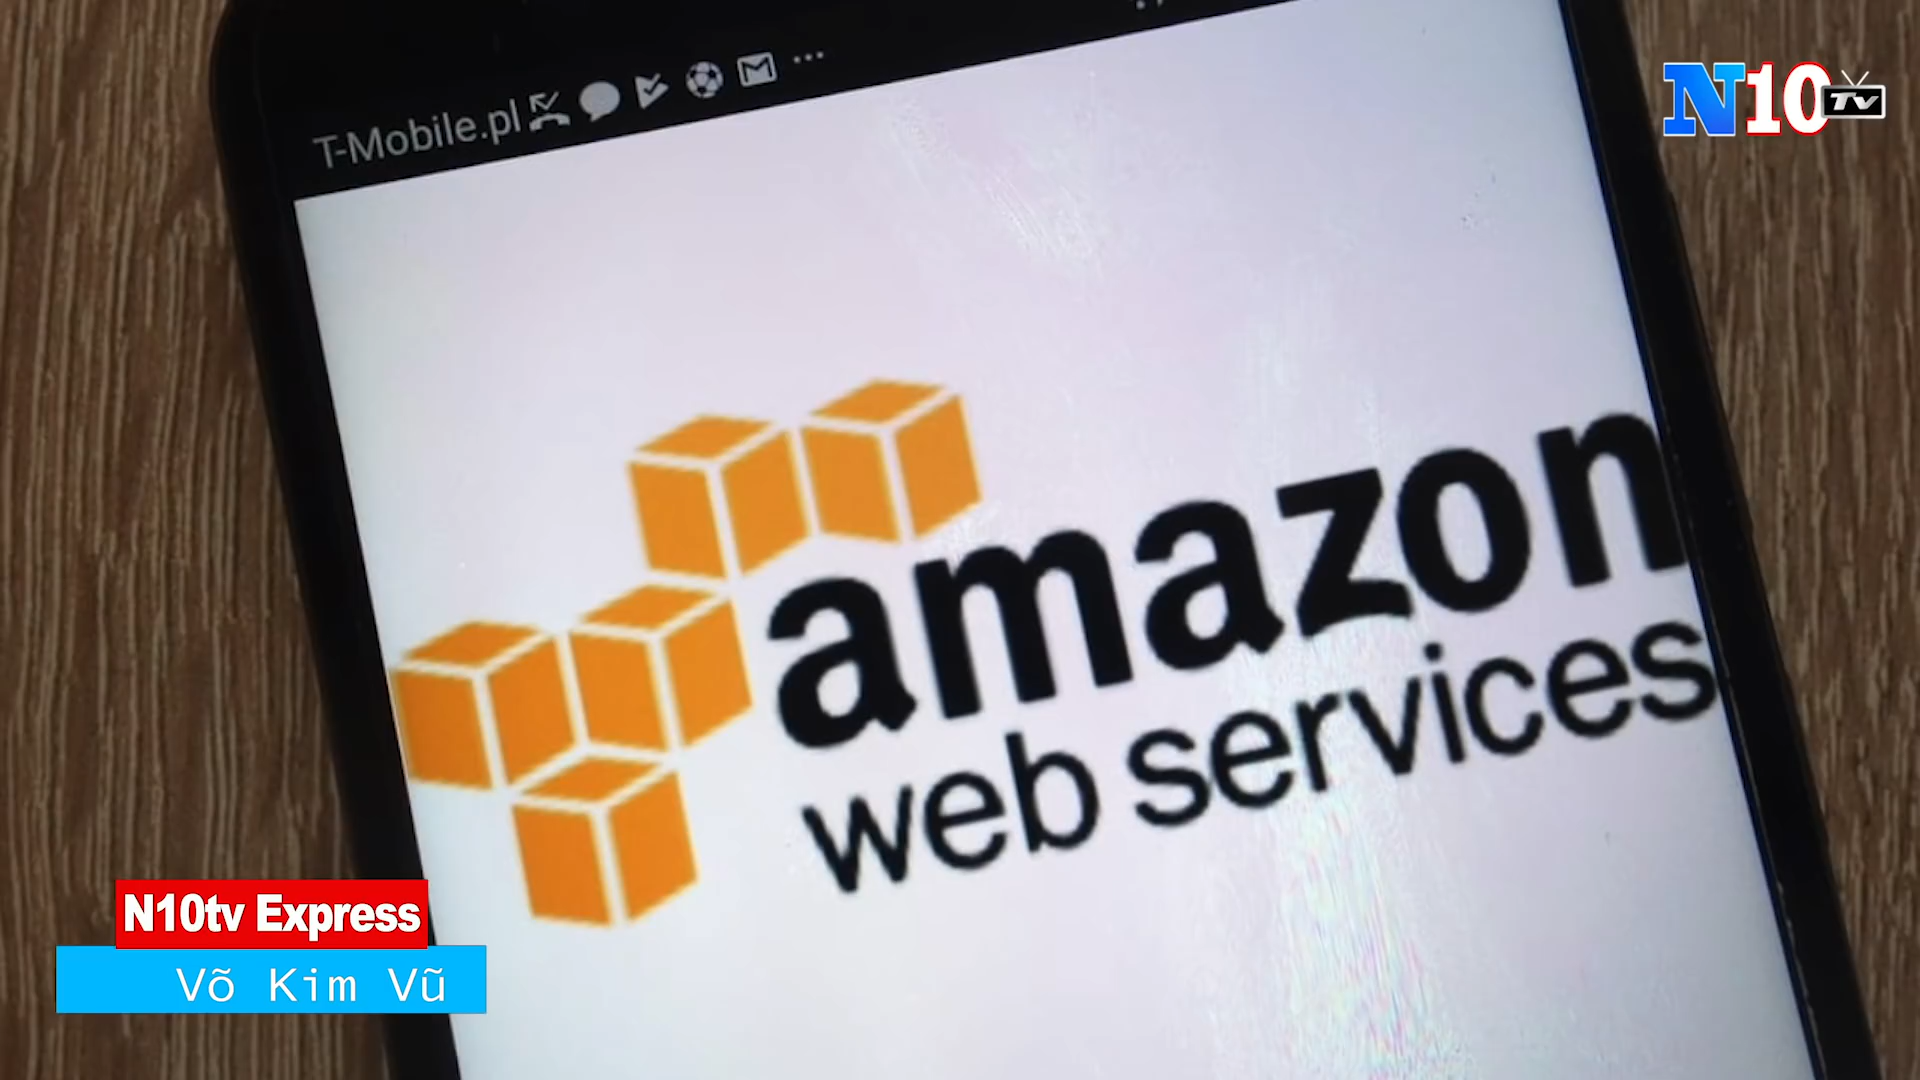 T-Mobile.pl
N10
TV
amazon
web services
N10tv Express
Võ Kim Vũ